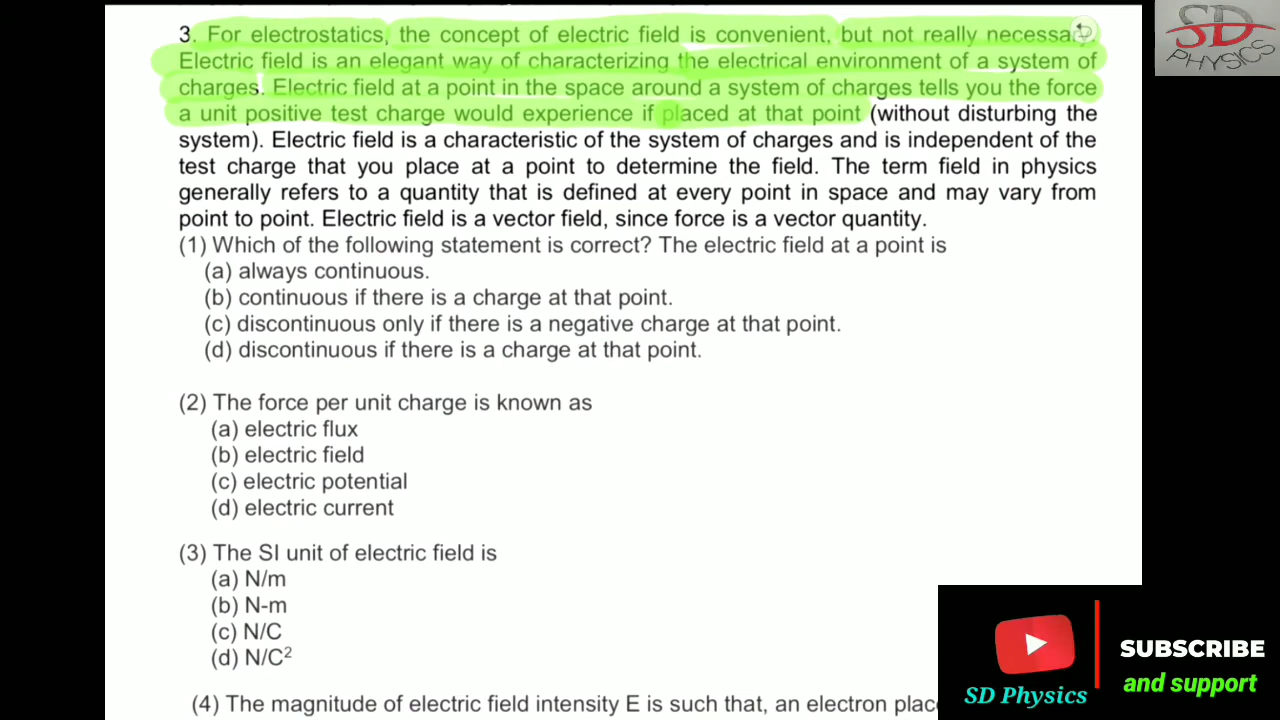 3. For electrostatics, the concept of electric field is convenient, but not really necessary.
Electric field is an elegant way of characterizing the electrical environment of a system of
charges. Electric field at a point in the space around a system of charges tells you the force
a unit positive test charge would experience if placed at that point (without disturbing the
system). Electric field is a characteristic of the system of charges and is independent of the
test charge that you place at a point to determine the field. The term field in physics
generally refers to a quantity that is defined at every point in space and may vary from
point to point. Electric field is a vector field, since force is a vector quantity.
(1) Which of the following statement is correct? The electric field at a point is
(a) always continuous.
(b) continuous if there is a charge at that point.
(c) discontinuous only if there is a negative charge at that point.
(d) discontinuous if there is a charge at that point.
(2) The force per unit charge is known as
(a) electric flux
(b) electric field
(c) electric potential
(d) electric current
(3) The SI unit of electric field is
(a) N/m
(b) N-m
(c) N/C
(d) N/C²
(4) The magnitude of electric field intensity E is such that, an electron plac
SD
PHYSICS
SUBSCRIBE
and support
SD Physics